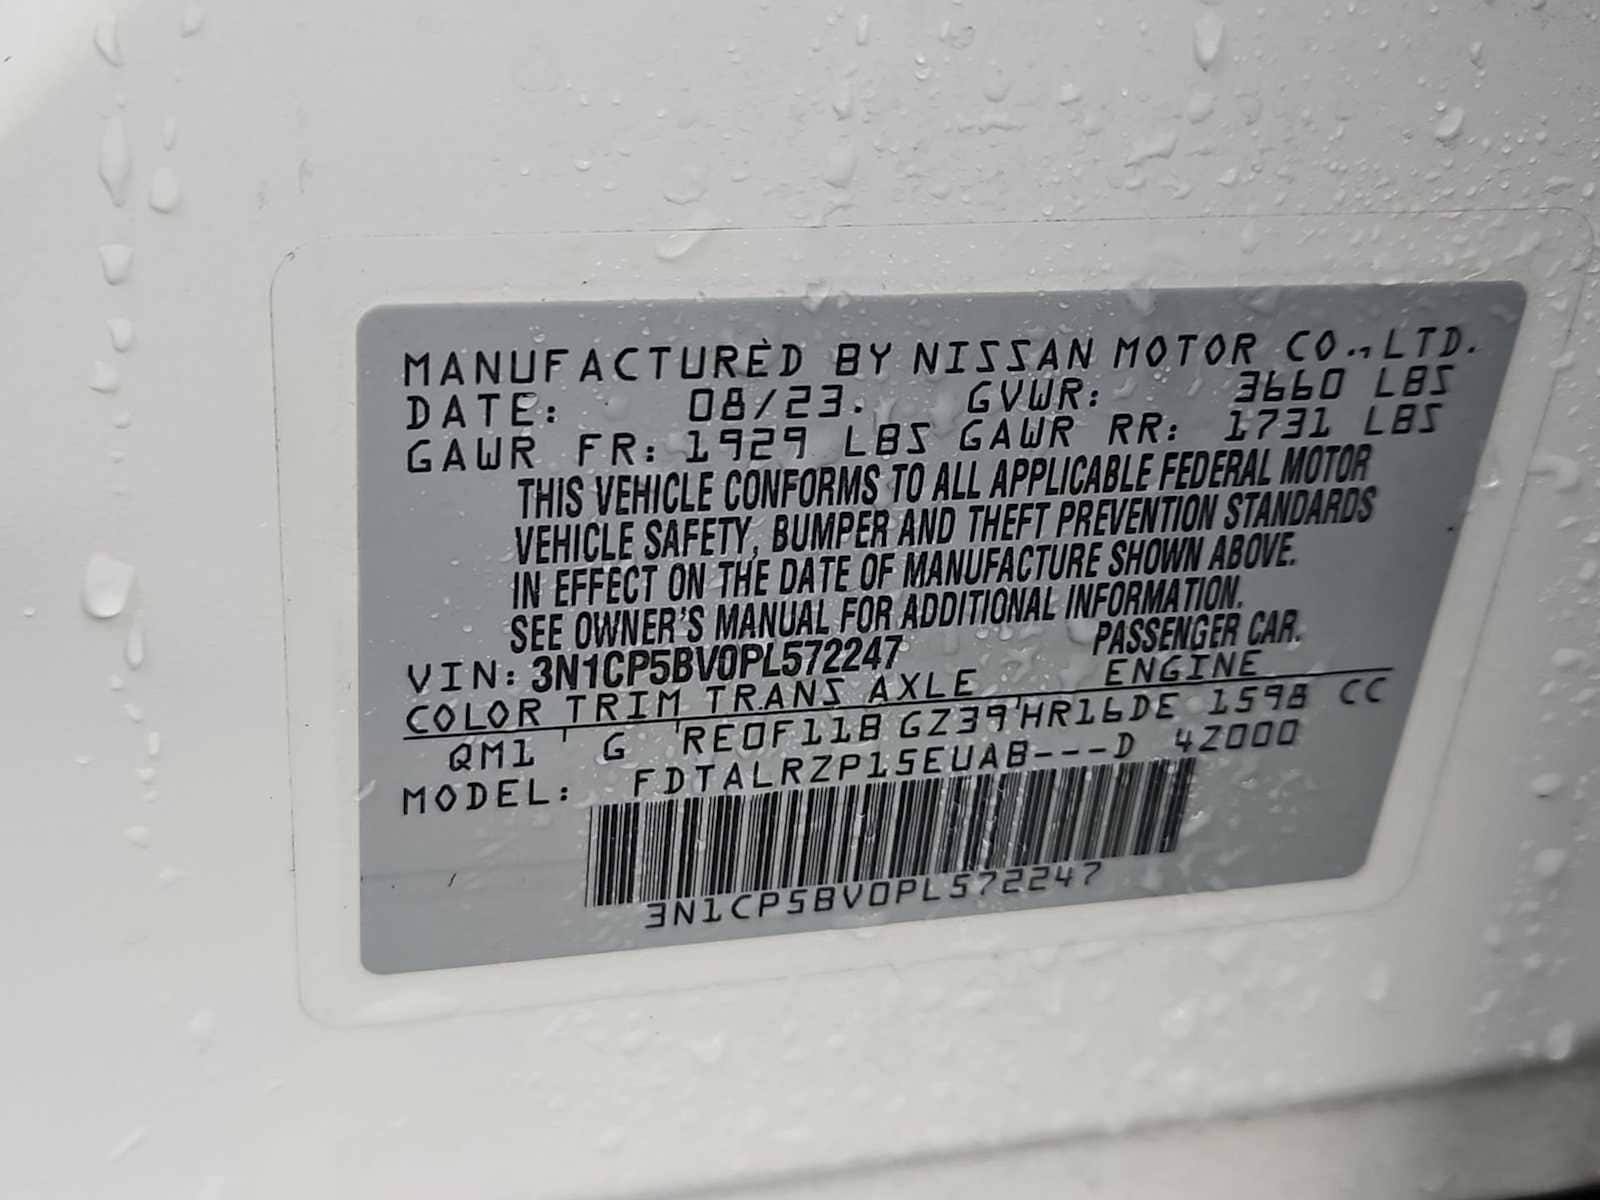 MANUFACTURED BY NISSAN MOTOR CO., LTD.
DATE: 08/23. GVWR: 3660 LBS
GAWR FR: 1929 LBS GAWR RR: 1731 LBS
THIS VEHICLE CONFORMS TO ALL APPLICABLE FEDERAL MOTOR
VEHICLE SAFETY, BUMPER AND THEFT PREVENTION STANDARDS
IN EFFECT ON THE DATE OF MANUFACTURE SHOWN ABOVE.
SEE OWNER'S MANUAL FOR ADDITIONAL INFORMATION.
VIN: 3N1CP5BV0PL572247 PASSENGER CAR.
COLOR TRIM TRANS AXLE ENGINE
QM1 G RE0F11B GZ39 HR16DE 1598 CC
MODEL: FDTALRZP15EUAB---D 4Z000
3N1CP5BV0PL572247